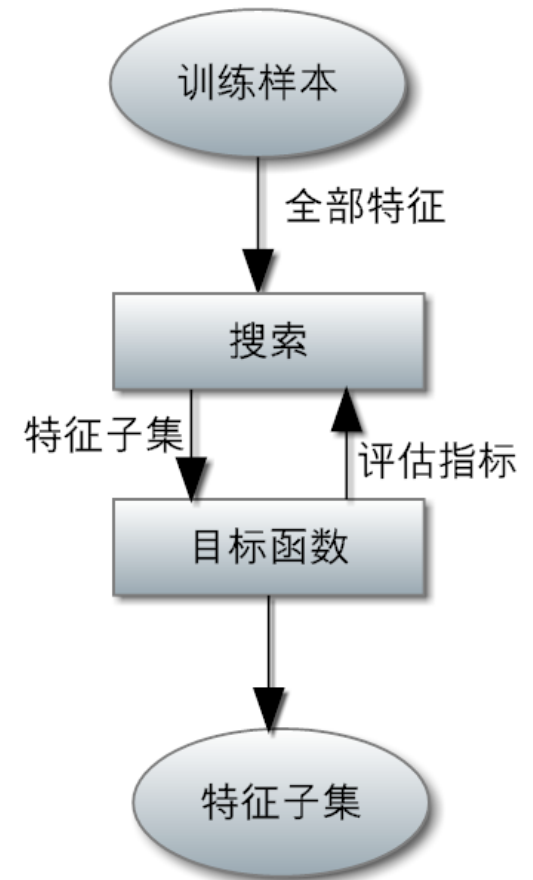 训练样本
全部特征
搜索
特征子集
评估指标
目标函数
特征子集